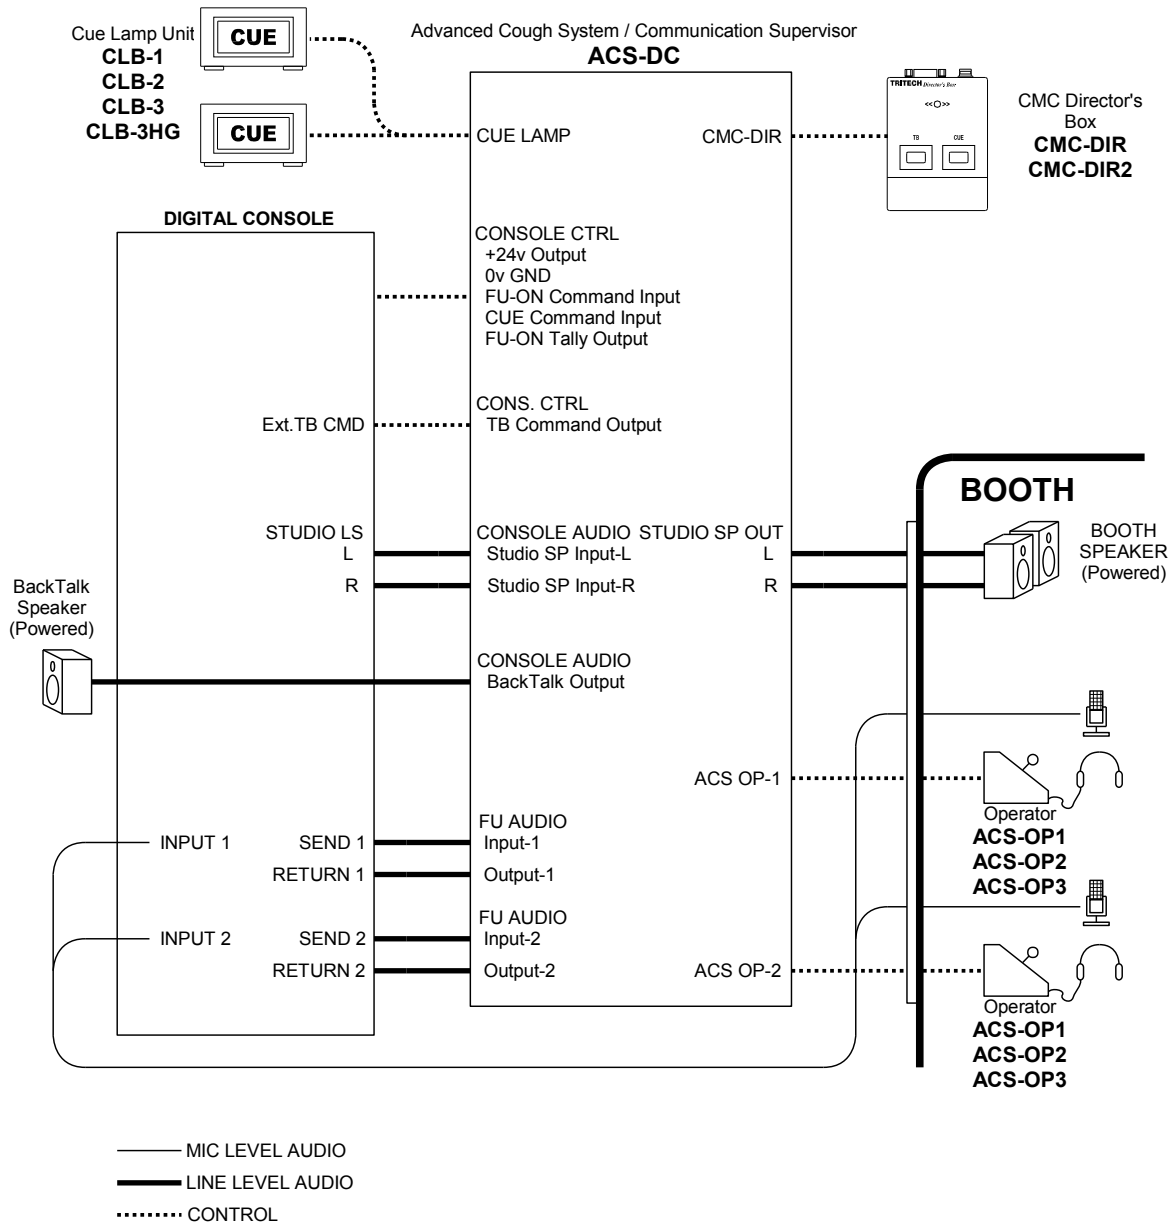 Cue Lamp Unit
CLB-1
CLB-2
CLB-3
CLB-3HG
CUE
CUE
Advanced Cough System / Communication Supervisor
ACS-DC
CUE LAMP
CMC-DIR
TRITECH Director's Box
<<O>>
TB CUE
CMC Director's
Box
CMC-DIR
CMC-DIR2
DIGITAL CONSOLE
CONSOLE CTRL
+24v Output
0v GND
FU-ON Command Input
CUE Command Input
FU-ON Tally Output
Ext.TB CMD
CONS. CTRL
TB Command Output
STUDIO LS
L
R
CONSOLE AUDIO
Studio SP Input-L
Studio SP Input-R
STUDIO SP OUT
L
R
BOOTH
BOOTH
SPEAKER
(Powered)
BackTalk
Speaker
(Powered)
CONSOLE AUDIO
BackTalk Output
ACS OP-1
Operator
ACS-OP1
ACS-OP2
ACS-OP3
INPUT 1
SEND 1
RETURN 1
FU AUDIO
Input-1
Output-1
INPUT 2
SEND 2
RETURN 2
FU AUDIO
Input-2
Output-2
ACS OP-2
Operator
ACS-OP1
ACS-OP2
ACS-OP3
MIC LEVEL AUDIO
LINE LEVEL AUDIO
CONTROL